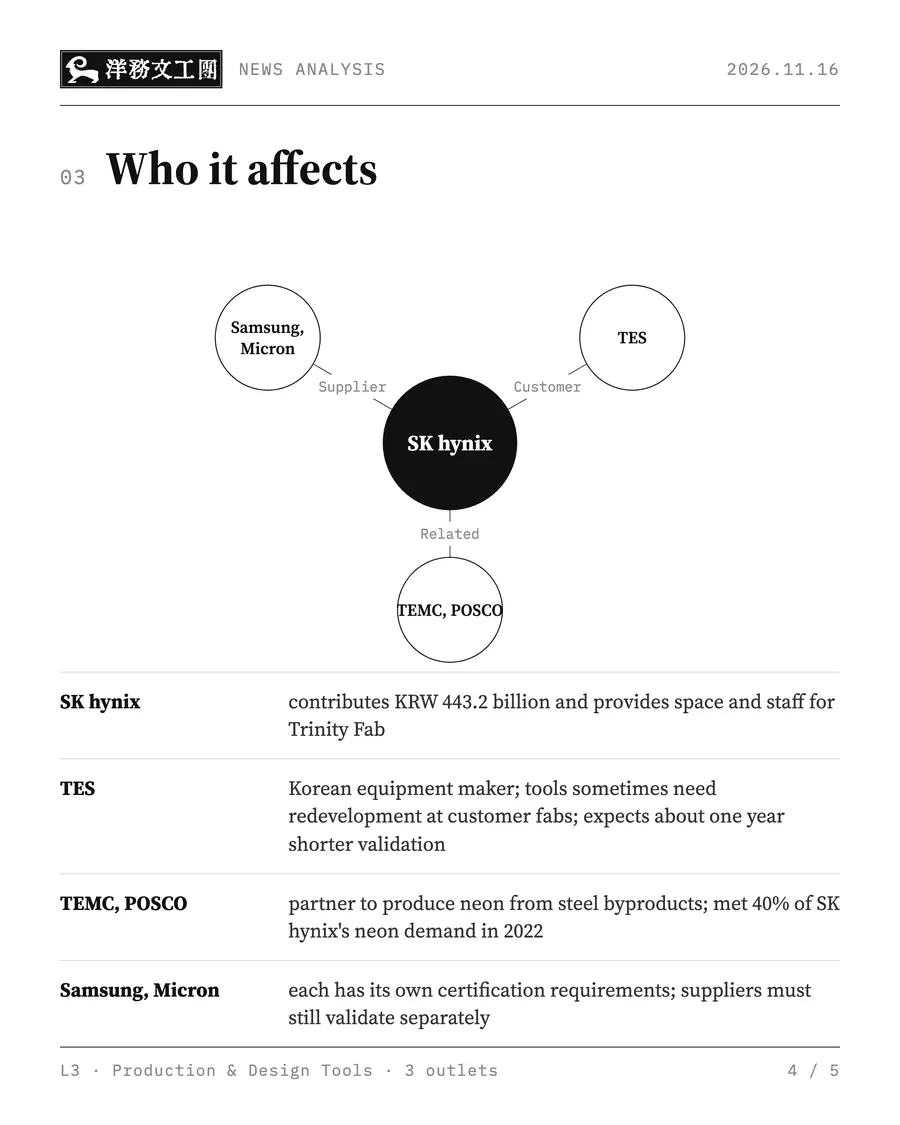 洋務文工團 NEWS ANALYSIS 2026.11.16
03 Who it affects
Samsung,
Micron
TES
Supplier
Customer
SK hynix
Related
TEMC, POSCO
SK hynix contributes KRW 443.2 billion and provides space and staff for
Trinity Fab
TES Korean equipment maker; tools sometimes need
redevelopment at customer fabs; expects about one year
shorter validation
TEMC, POSCO partner to produce neon from steel byproducts; met 40% of SK
hynix's neon demand in 2022
Samsung, Micron each has its own certification requirements; suppliers must
still validate separately
L3 · Production & Design Tools · 3 outlets 4 / 5